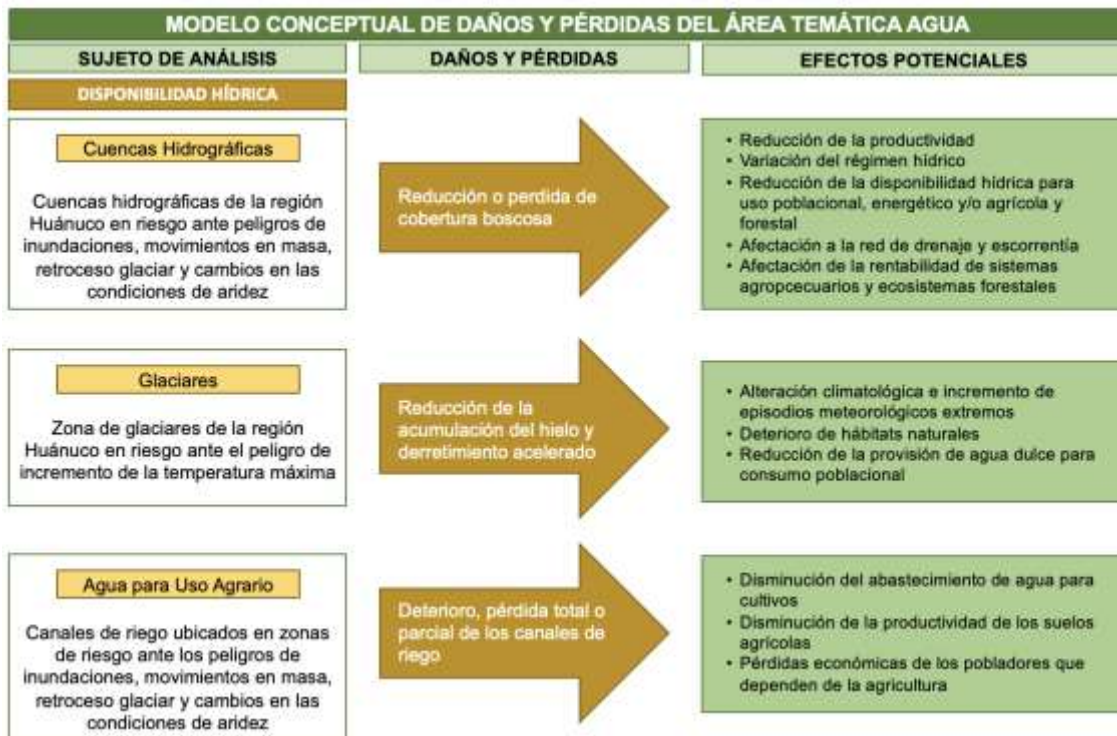 MODELO CONCEPTUAL DE DAÑOS Y PÉRDIDAS DEL ÁREA TEMÁTICA AGUA
SUJETO DE ANÁLISIS
DAÑOS Y PÉRDIDAS
EFECTOS POTENCIALES
DISPONIBILIDAD HÍDRICA
Cuencas Hidrográficas
Cuencas hidrográficas de la región
Huánuco en riesgo ante peligros de
inundaciones, movimientos en masa,
retroceso glaciar y cambios en las
condiciones de aridez
Reducción o perdida de
cobertura boscosa
• Reducción de la productividad
• Variación del régimen hídrico
• Reducción de la disponibilidad hídrica para
uso poblacional, energético y/o agrícola y
forestal
• Afectación a la red de drenaje y escorrentía
• Afectación de la rentabilidad de sistemas
agropcecuarios y ecosistemas forestales
Glaciares
Zona de glaciares de la región
Huánuco en riesgo ante el peligro de
incremento de la temperatura máxima
Reducción de la
acumulación del hielo y
derretimiento acelerado
• Alteración climatológica e incremento de
episodios meteorológicos extremos
• Deterioro de hábitats naturales
• Reducción de la provisión de agua dulce para
consumo poblacional
Agua para Uso Agrario
Canales de riego ubicados en zonas
de riesgo ante los peligros de
inundaciones, movimientos en masa,
retroceso glaciar y cambios en las
condiciones de aridez
Deterioro, pérdida total o
parcial de los canales de
riego
• Disminución del abastecimiento de agua para
cultivos
• Disminución de la productividad de los suelos
agrícolas
• Pérdidas económicas de los pobladores que
dependen de la agricultura